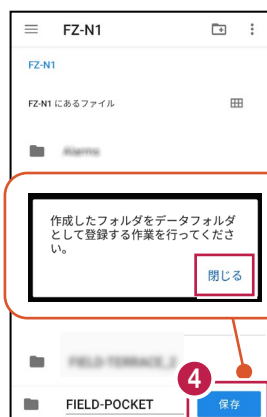 FZ-N1
FZ-N1
FZ-N1 にあるファイル
作成したフォルダをデータフォルダ
として登録する作業を行ってくださ
い。
閉じる
4
FIELD-POCKET
保存